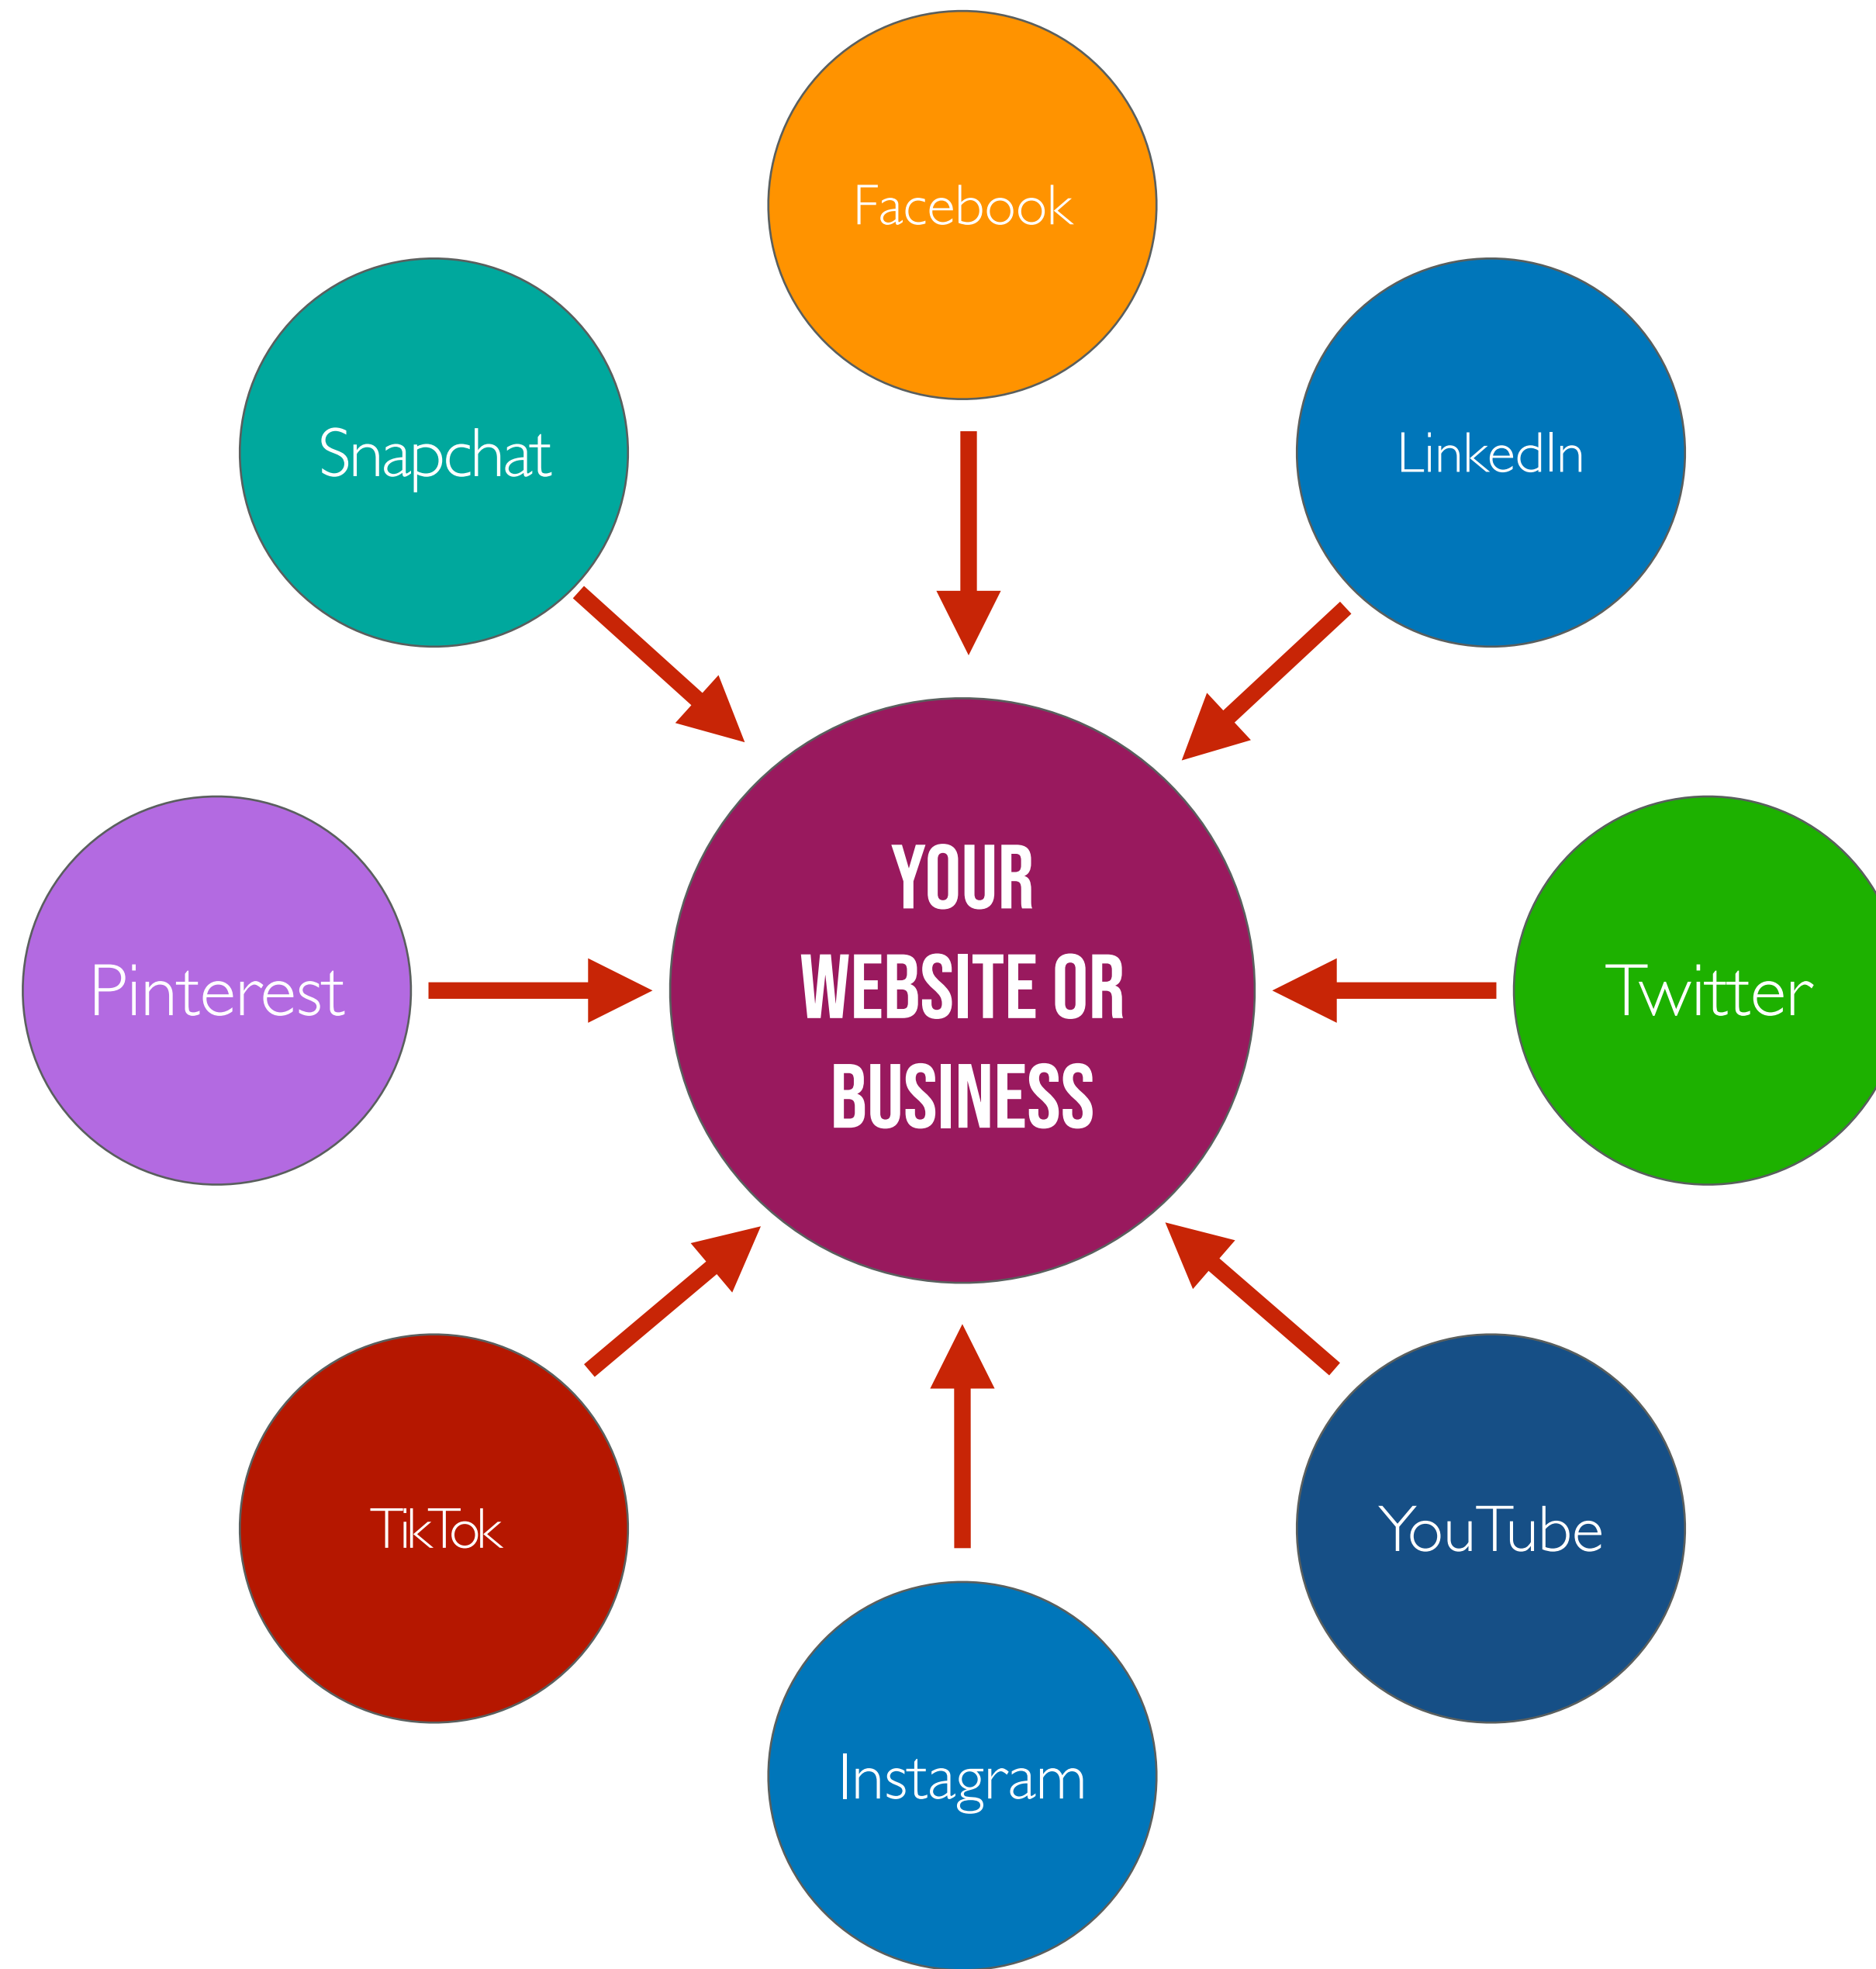 Facebook
Snapchat
LinkedIn
YOUR
WEBSITE OR
BUSINESS
Pinterest
Twitter
TikTok
YouTube
Instagram